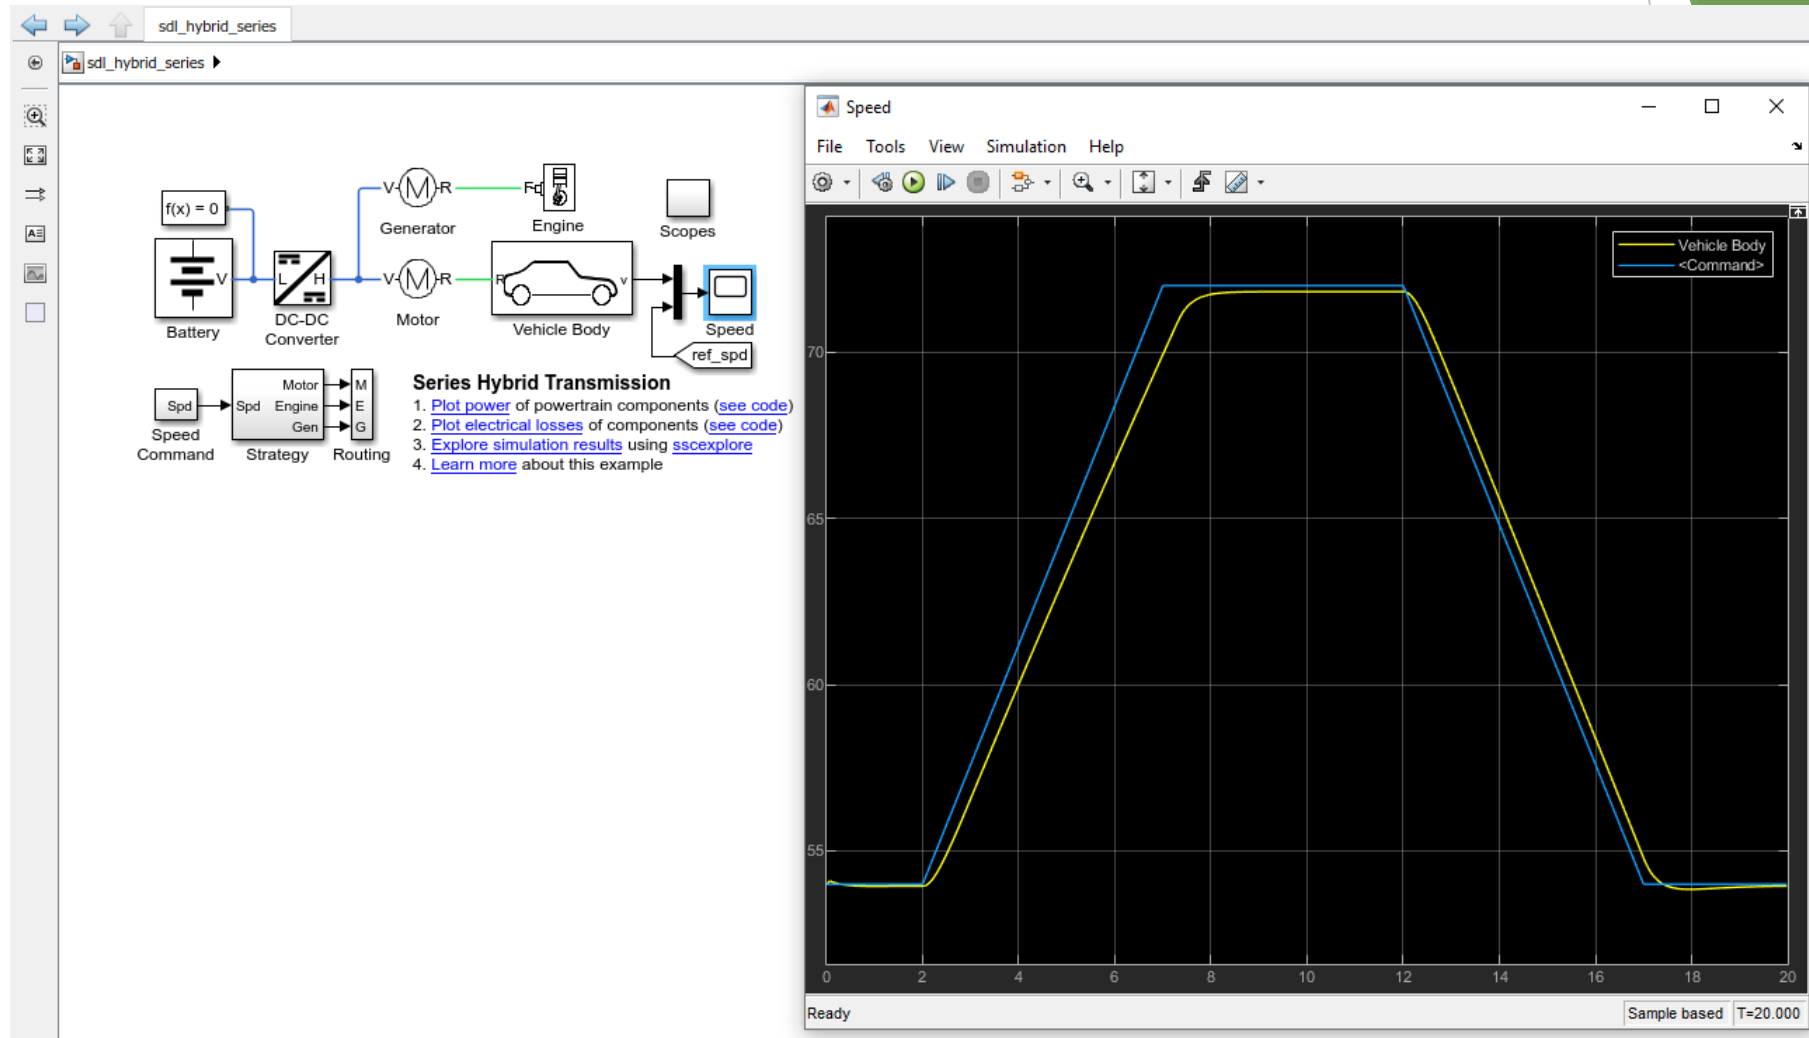 sdl_hybrid_series
sdl_hybrid_series
f(x) = 0
V
Battery
L
H
DC-DC
Converter
V
M
R
Generator
F
Engine
Scopes
V
M
R
Motor
R
v
Vehicle Body
Speed
ref_spd
Spd
Speed
Command
Spd
Motor
Engine
Gen
Strategy
M
E
G
Routing
Series Hybrid Transmission
1. Plot power of powertrain components (see code)
2. Plot electrical losses of components (see code)
3. Explore simulation results using sscexplore
4. Learn more about this example
Speed
File Tools View Simulation Help
Vehicle Body
<Command>
70
65
60
55
0 2 4 6 8 10 12 14 16 18 20
Ready
Sample based T=20.000